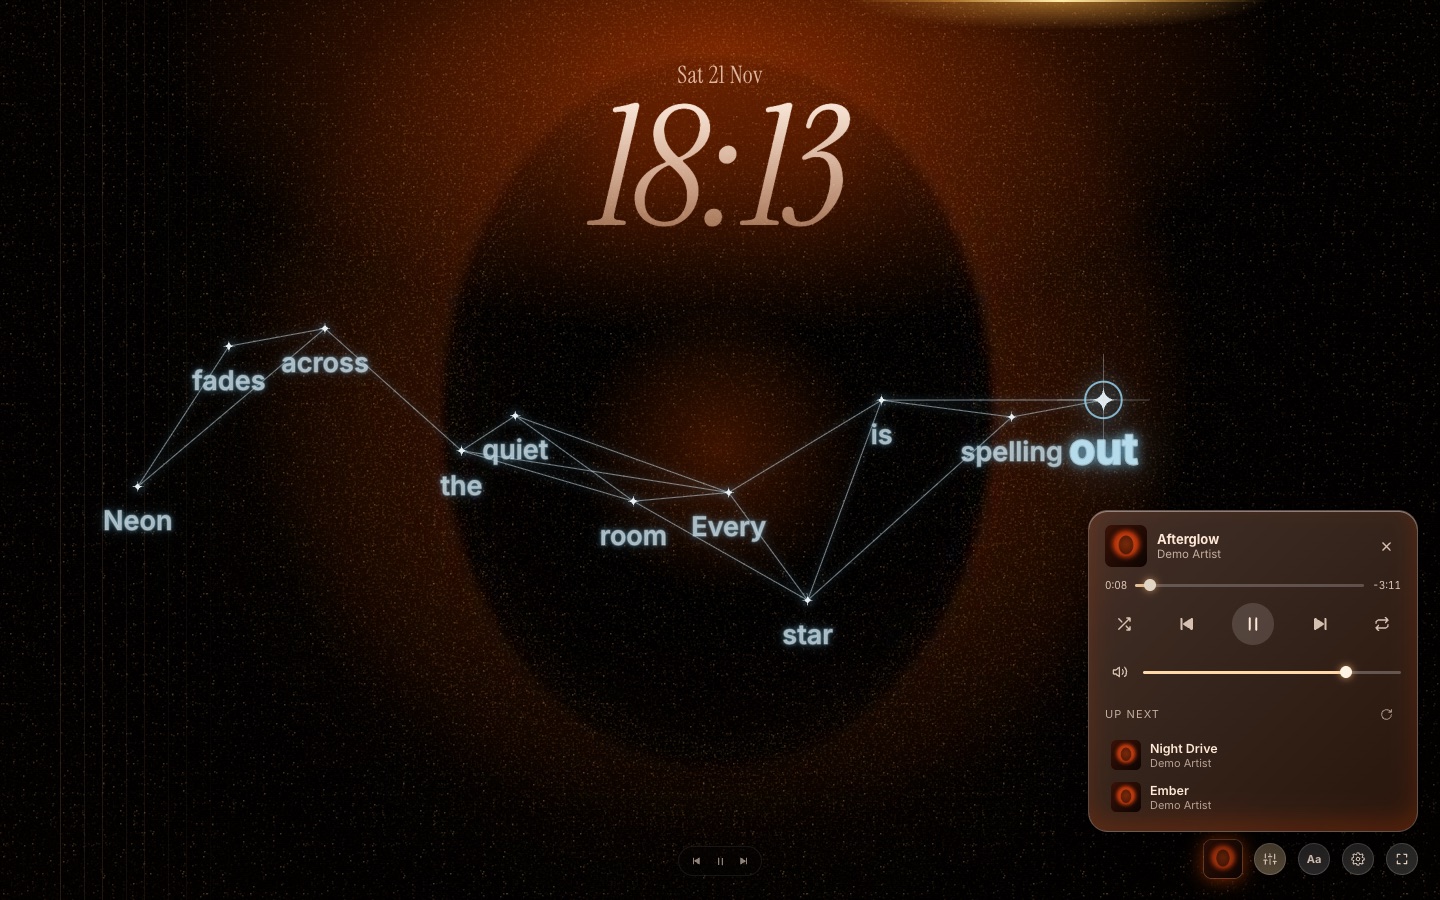 Sat 21 Nov
18:13
Neon fades across the quiet room
Every star is spelling out
Afterglow
Demo Artist
0:08
-3:11
UP NEXT
Night Drive
Demo Artist
Ember
Demo Artist
Aa